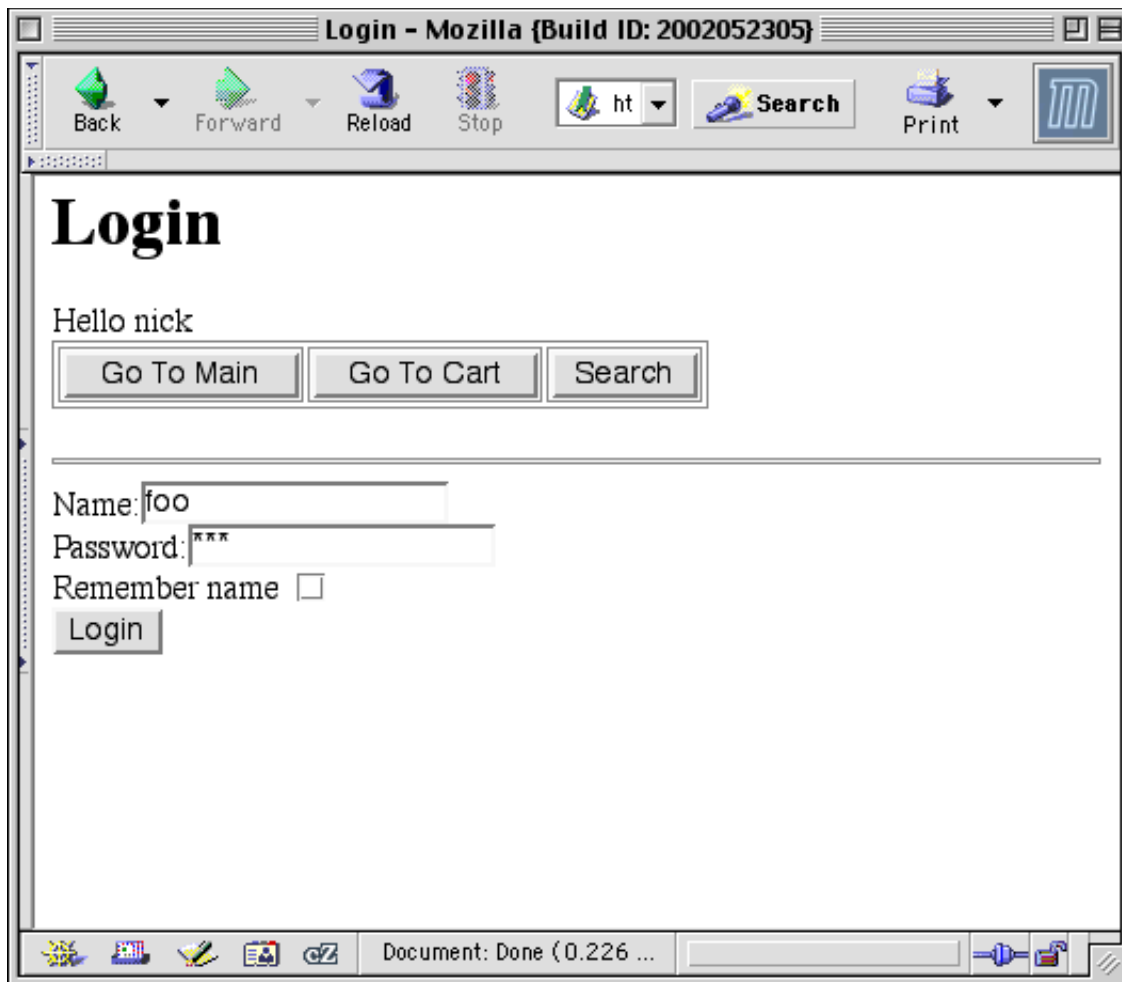 Login - Mozilla {Build ID: 2002052305}
Back Forward Reload Stop ht Search Print
Login
Hello nick
Go To Main Go To Cart Search
Name: foo
Password: ***
Remember name
Login
Document: Done (0.226 ...